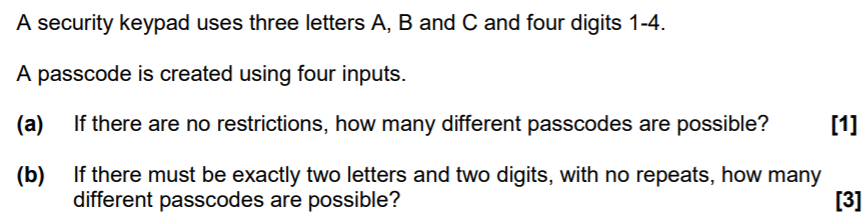 A security keypad uses three letters A, B and C and four digits 1-4.
A passcode is created using four inputs.
(a) If there are no restrictions, how many different passcodes are possible? [1]
(b) If there must be exactly two letters and two digits, with no repeats, how many
different passcodes are possible? [3]